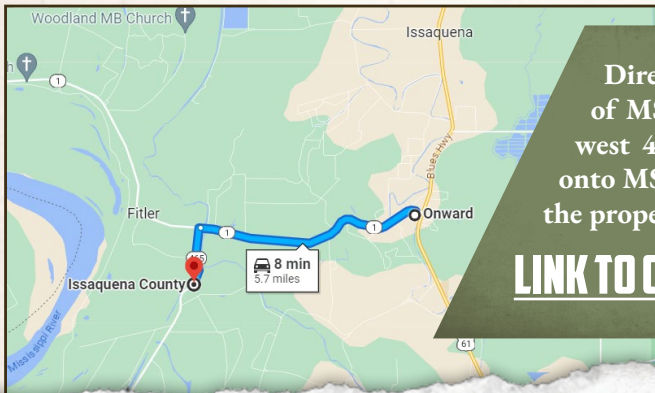 Woodland MB Church
Issaquena
h
1
Dire
of MS
west 4
onto MS
the prope
LINK TO
Blues Hwy
Fitler
1
1
Onward
465
8 min
5.7 miles
Issaquena County
Mississippi River
61